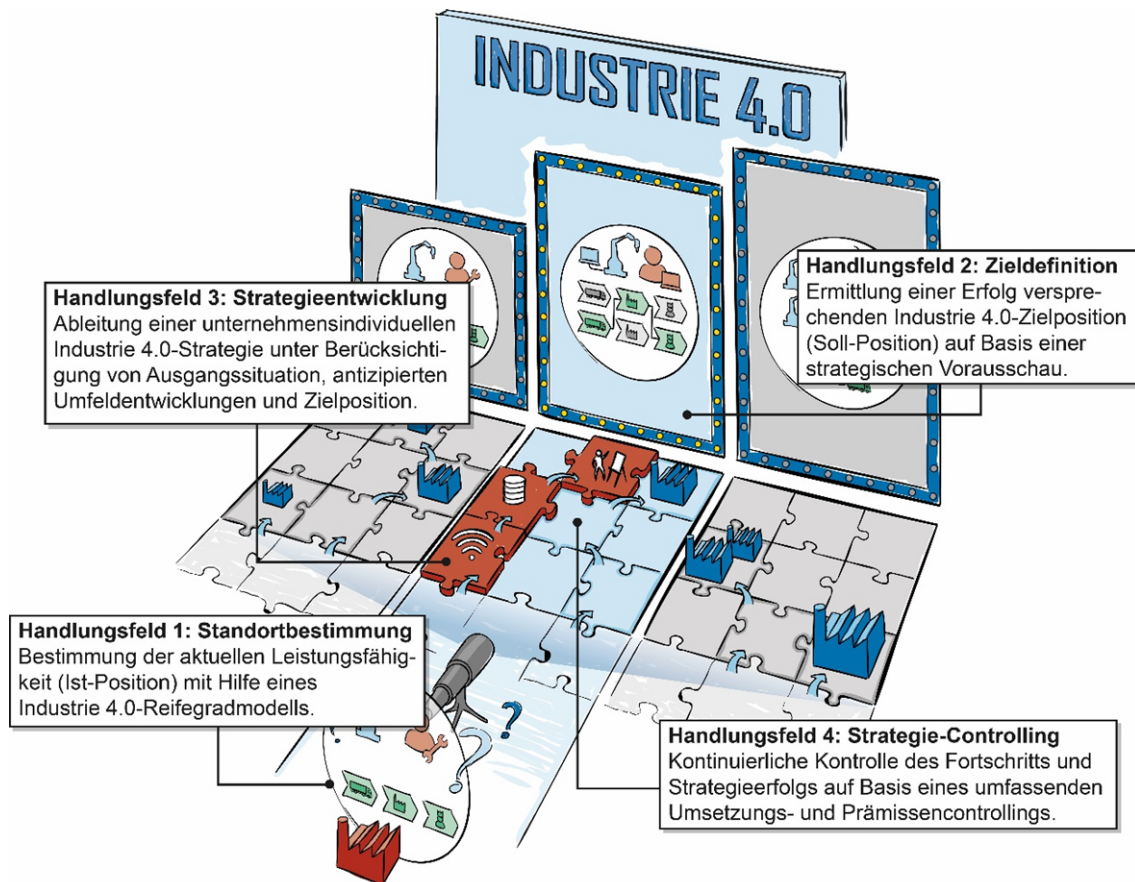 INDUSTRIE 4.0
Handlungsfeld 2: Zieldefinition
Ermittlung einer Erfolg verspre-
chenden Industrie 4.0-Zielposition
(Soll-Position) auf Basis einer
strategischen Vorausschau.
Handlungsfeld 3: Strategieentwicklung
Ableitung einer unternehmensindividuellen
Industrie 4.0-Strategie unter Berücksichti-
gung von Ausgangssituation, antizipierten
Umfeldentwicklungen und Zielposition.
Handlungsfeld 1: Standortbestimmung
Bestimmung der aktuellen Leistungsfähig-
keit (Ist-Position) mit Hilfe eines
Industrie 4.0-Reifegradmodells.
? ? ?
Handlungsfeld 4: Strategie-Controlling
Kontinuierliche Kontrolle des Fortschritts und
Strategieerfolgs auf Basis eines umfassenden
Umsetzungs- und Prämissencontrollings.